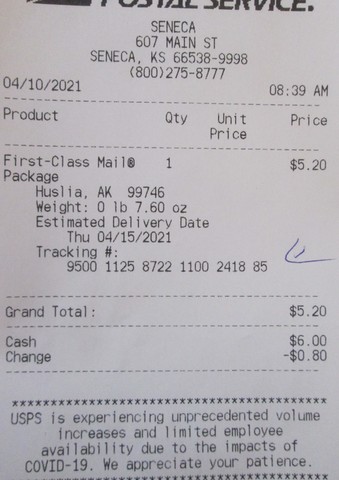 POSTAL SERVICE.
SENECA
607 MAIN ST
SENECA, KS 66538-9998
(800)275-8777
04/10/2021 08:39 AM
Product Qty Unit Price
Price
First-Class Mail® 1 $5.20
Package
Huslia, AK 99746
Weight: 0 lb 7.60 oz
Estimated Delivery Date
Thu 04/15/2021
Tracking #:
9500 1125 8722 1100 2418 85
Grand Total: $5.20
Cash $6.00
Change -$0.80
******************************
USPS is experiencing unprecedented volume
increases and limited employee
availability due to the impacts of
COVID-19. We appreciate your patience.
******************************